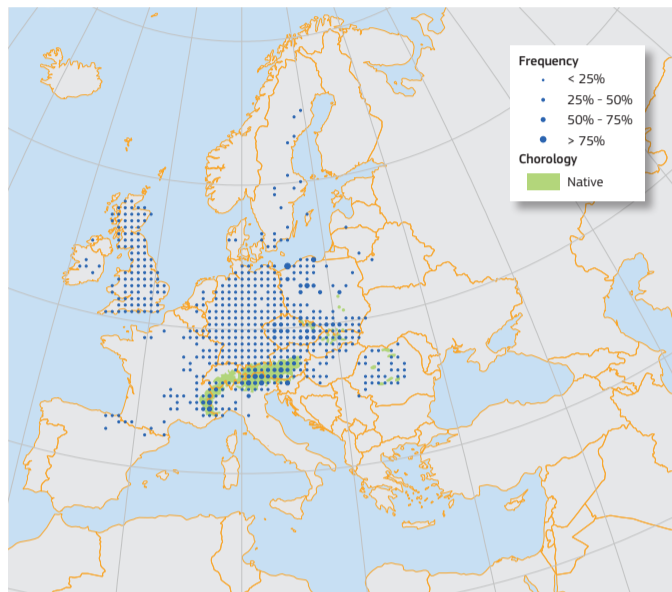 Frequency
< 25%
25% - 50%
50% - 75%
> 75%
Chorology
Native